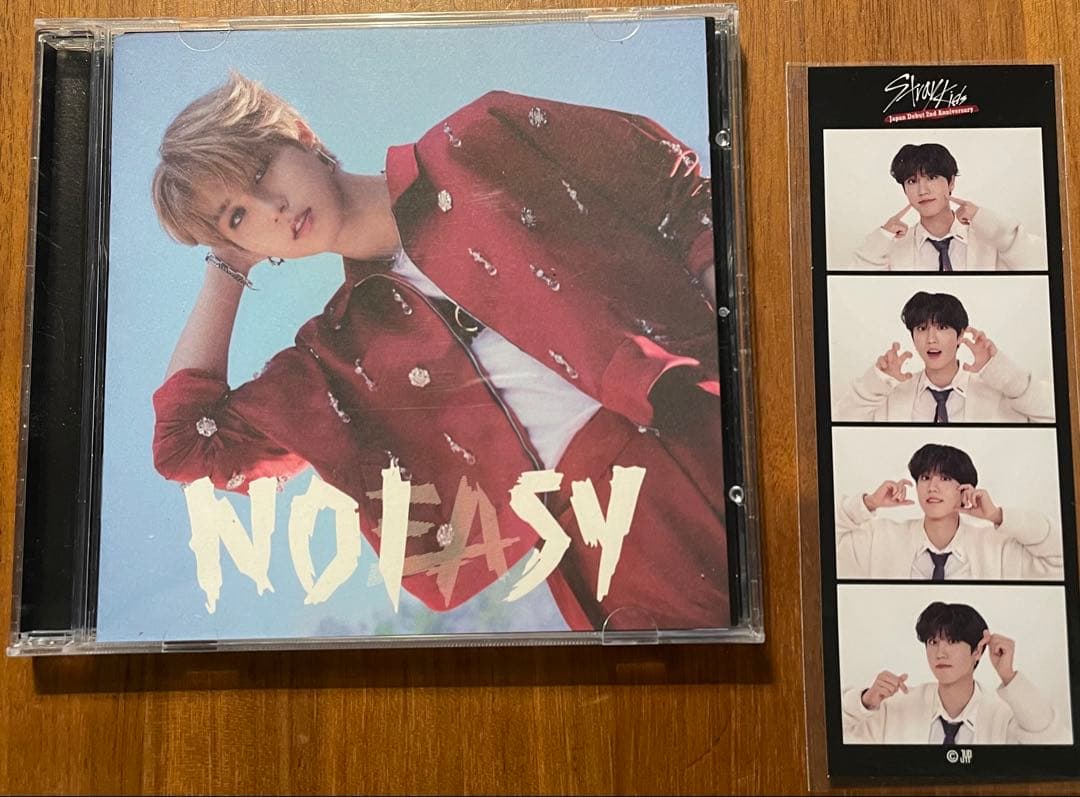 NOEASY
Stray Kids
Japan Debut 2nd Anniversary
© JYP